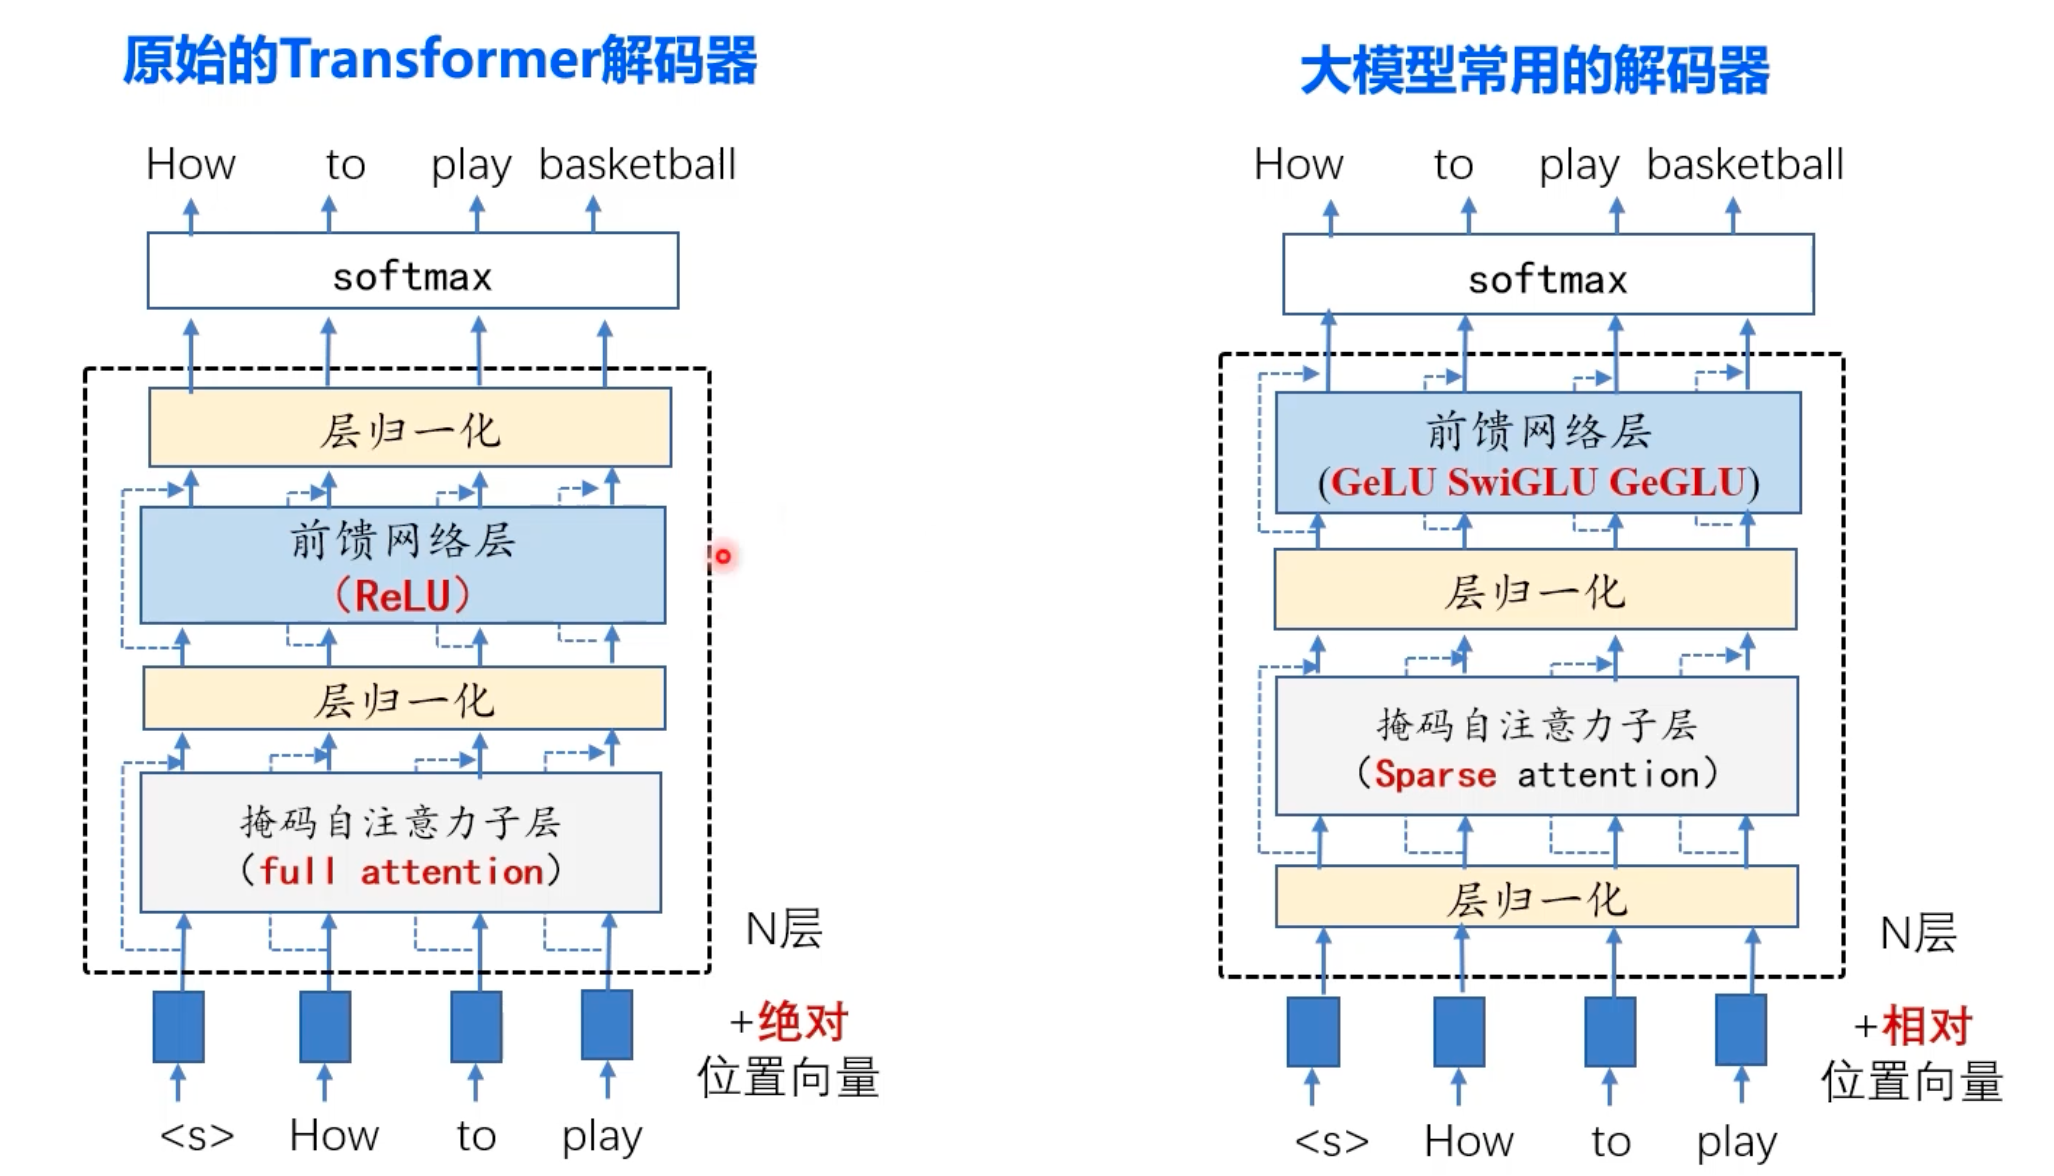 原始的Transformer解码器
How to play basketball
softmax
层归一化
前馈网络层
（ReLU）
层归一化
掩码自注意力子层
（full attention）
N层
+绝对
位置向量
<s> How to play
大模型常用的解码器
How to play basketball
softmax
前馈网络层
(GeLU SwiGLU GeGLU)
层归一化
掩码自注意力子层
（Sparse attention）
层归一化
N层
+相对
位置向量
<s> How to play